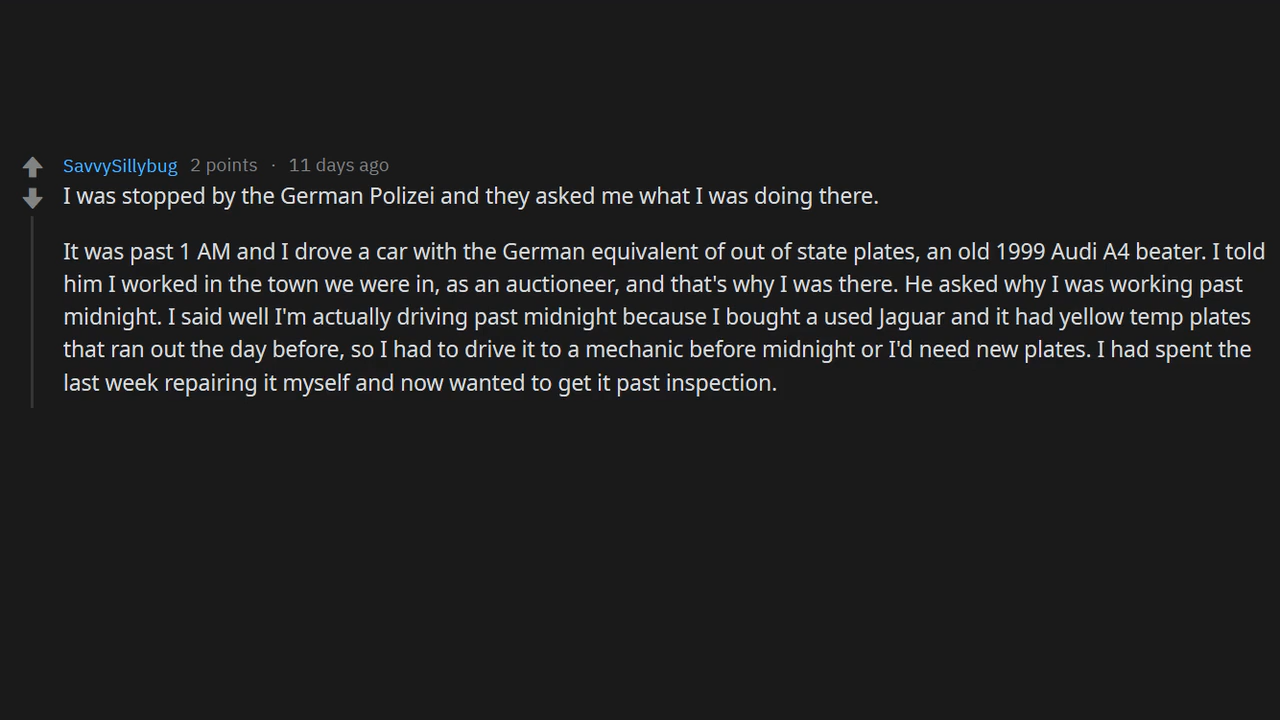 SavvySillybug 2 points · 11 days ago
I was stopped by the German Polizei and they asked me what I was doing there.
It was past 1 AM and I drove a car with the German equivalent of out of state plates, an old 1999 Audi A4 beater. I told
him I worked in the town we were in, as an auctioneer, and that's why I was there. He asked why I was working past
midnight. I said well I'm actually driving past midnight because I bought a used Jaguar and it had yellow temp plates
that ran out the day before, so I had to drive it to a mechanic before midnight or I'd need new plates. I had spent the
last week repairing it myself and now wanted to get it past inspection.